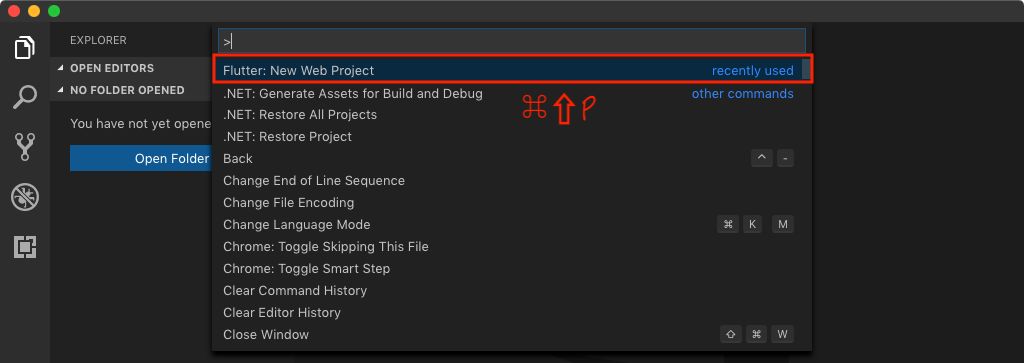 EXPLORER
OPEN EDITORS
NO FOLDER OPENED
You have not yet opene
Open Folder
>
Flutter: New Web Project recently used
.NET: Generate Assets for Build and Debug other commands
⌘⇧P
.NET: Restore All Projects
.NET: Restore Project
Back ^ -
Change End of Line Sequence
Change File Encoding
Change Language Mode ⌘ K M
Chrome: Toggle Skipping This File
Chrome: Toggle Smart Step
Clear Command History
Clear Editor History
Close Window ⇧ ⌘ W